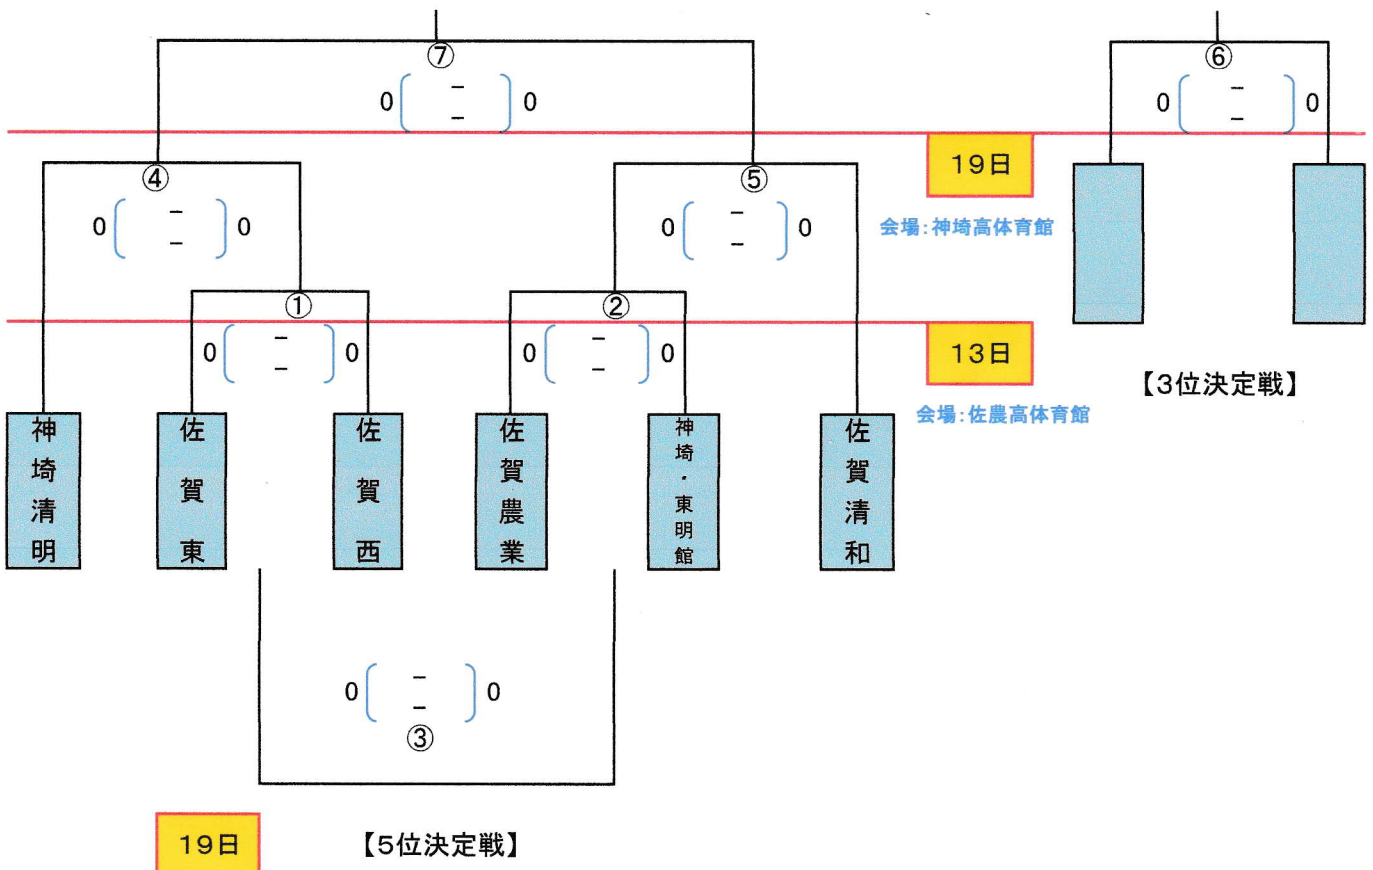 ⑦
0 - 0
-
⑥
0 - 0
-
19日
会場:神埼高体育館
④
0 - 0
-
⑤
0 - 0
-
①
0 - 0
-
②
0 - 0
-
13日
会場:佐農高体育館
【3位決定戦】
神埼清明
佐賀東
佐賀西
佐賀農業
神埼・東明館
佐賀清和
0 - 0
-
③
19日
【5位決定戦】